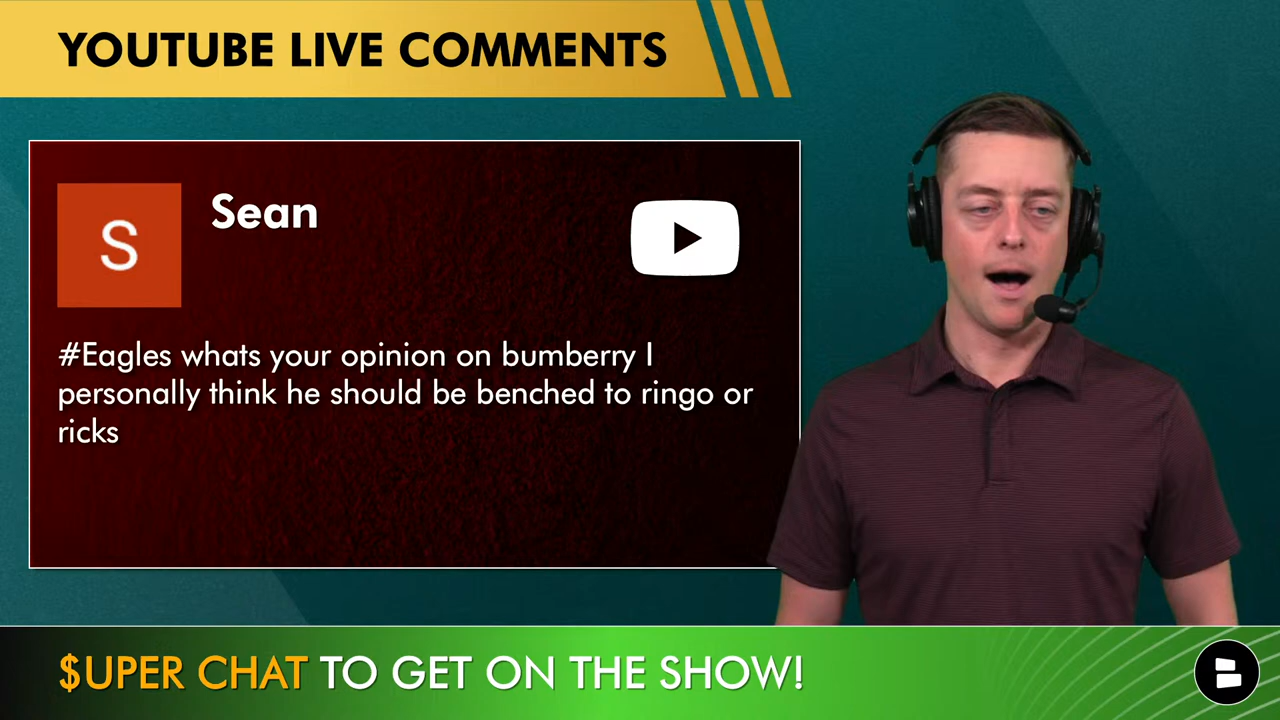 YOUTUBE LIVE COMMENTS
S
Sean
#Eagles whats your opinion on bumberry I
personally think he should be benched to ringo or
ricks
$UPER CHAT TO GET ON THE SHOW!